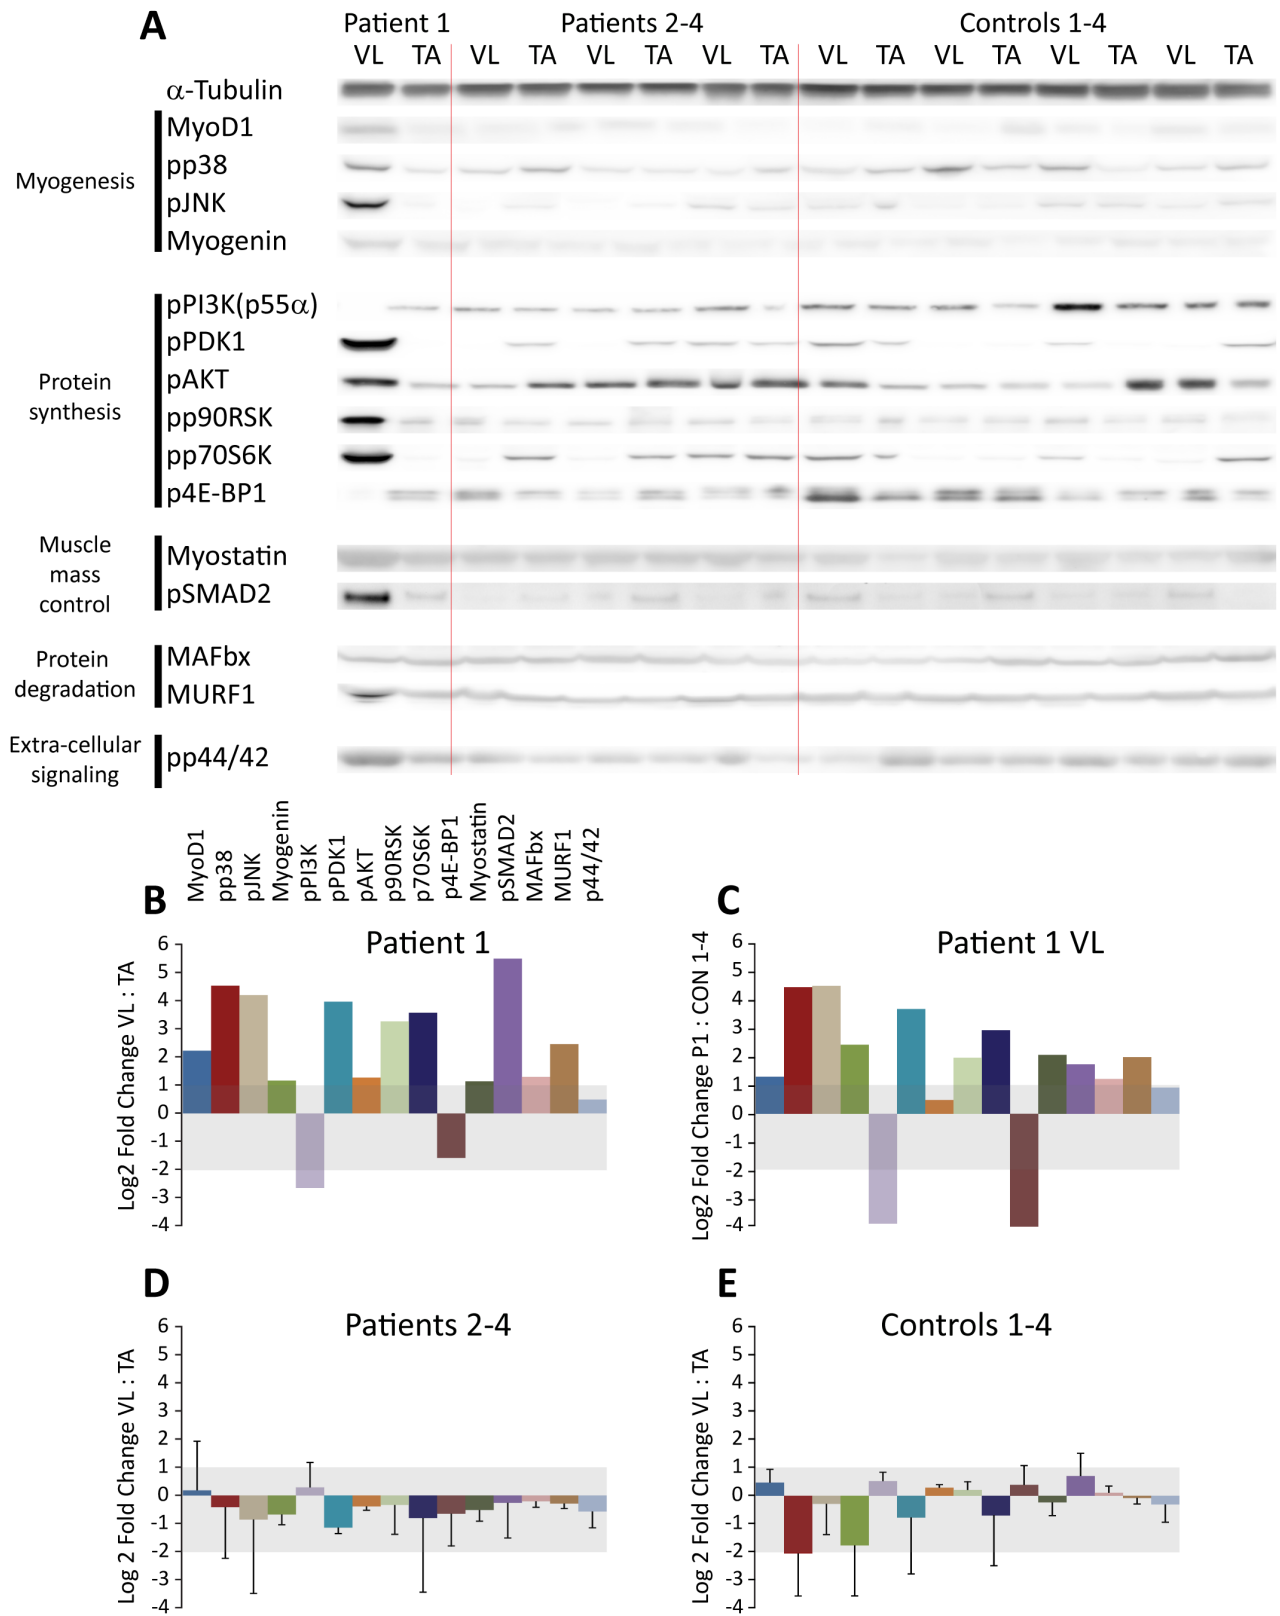 A
Patient 1 Patients 2-4 Controls 1-4
VL TA VL TA VL TA VL TA VL TA VL TA VL TA VL TA
α-Tubulin
Myogenesis
MyoD1
pp38
pJNK
Myogenin
Protein
synthesis
pPI3K(p55α)
pPDK1
pAKT
pp90RSK
pp70S6K
p4E-BP1
Muscle
mass
control
Myostatin
pSMAD2
Protein
degradation
MAFbx
MURF1
Extra-cellular
signaling
pp44/42
MyoD1
pp38
pJNK
Myogenin
pPI3K
pPDK1
pAKT
p90RSK
p70S6K
p4E-BP1
Myostatin
pSMAD2
MAFbx
MURF1
p44/42
B
Patient 1
Log2 Fold Change VL : TA
6
5
4
3
2
1
0
-1
-2
-3
-4
C
Patient 1 VL
Log2 Fold Change P1 : CON 1-4
6
5
4
3
2
1
0
-1
-2
-3
-4
D
Patients 2-4
Log 2 Fold Change VL : TA
6
5
4
3
2
1
0
-1
-2
-3
-4
E
Controls 1-4
Log 2 Fold Change VL : TA
6
5
4
3
2
1
0
-1
-2
-3
-4